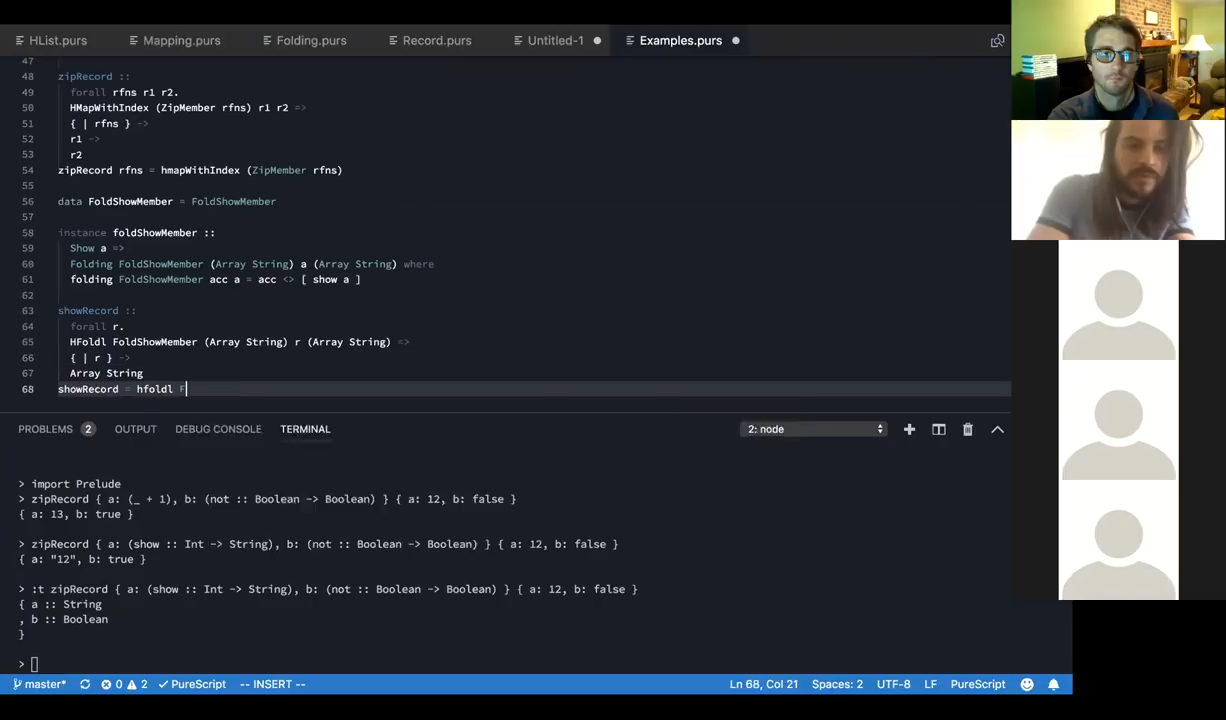 HList.purs Mapping.purs Folding.purs Record.purs Untitled-1 Examples.purs
47
48 zipRecord ::
49 forall rfns r1 r2.
50 HMapWithIndex (ZipMember rfns) r1 r2 =>
51 { | rfns } ->
52 r1 ->
53 r2
54 zipRecord rfns = hmapWithIndex (ZipMember rfns)
55
56 data FoldShowMember = FoldShowMember
57
58 instance foldShowMember ::
59 Show a =>
60 Folding FoldShowMember (Array String) a (Array String) where
61 folding FoldShowMember acc a = acc <> [ show a ]
62
63 showRecord ::
64 forall r.
65 HFoldl FoldShowMember (Array String) r (Array String) =>
66 { | r } ->
67 Array String
68 showRecord = hfoldl F
PROBLEMS 2 OUTPUT DEBUG CONSOLE TERMINAL 2: node
> import Prelude
> zipRecord { a: (_ + 1), b: (not :: Boolean -> Boolean) } { a: 12, b: false }
{ a: 13, b: true }
> zipRecord { a: (show :: Int -> String), b: (not :: Boolean -> Boolean) } { a: 12, b: false }
{ a: "12", b: true }
> :t zipRecord { a: (show :: Int -> String), b: (not :: Boolean -> Boolean) } { a: 12, b: false }
{ a :: String
, b :: Boolean
}
>
master* 0 2 PureScript -- INSERT -- Ln 68, Col 21 Spaces: 2 UTF-8 LF PureScript